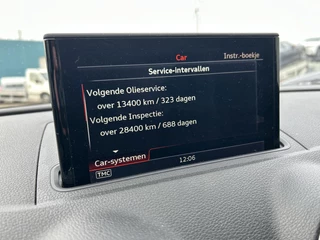 Car
Instr.-boekje
Service-intervallen
Volgende Olieservice:
over 13400 km / 323 dagen
Volgende Inspectie:
over 28400 km / 688 dagen
Car-systemen
12:06
TMC